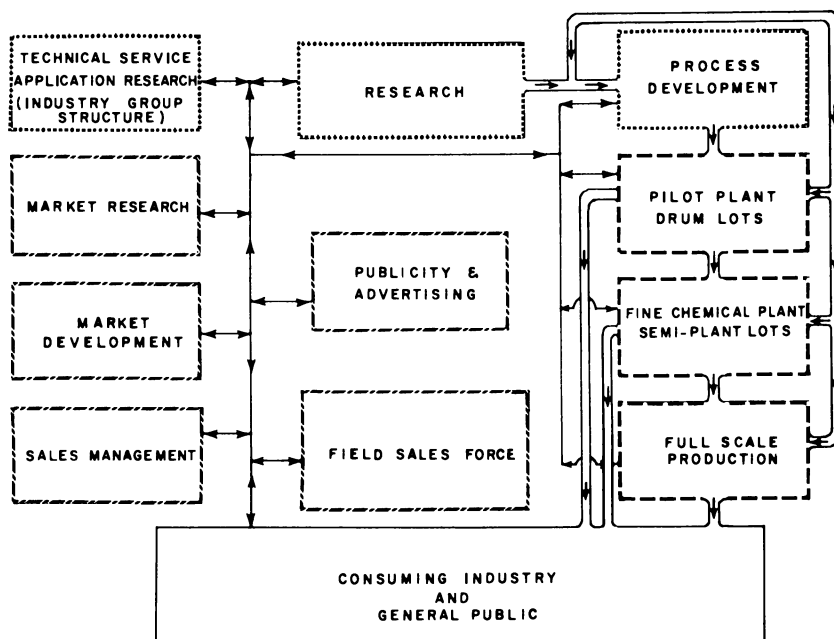 TECHNICAL SERVICE
APPLICATION RESEARCH
(INDUSTRY GROUP
STRUCTURE)
RESEARCH
PROCESS
DEVELOPMENT
MARKET RESEARCH
PILOT PLANT
DRUM LOTS
PUBLICITY &
ADVERTISING
MARKET
DEVELOPMENT
FINE CHEMICAL PLANT
SEMI-PLANT LOTS
SALES MANAGEMENT
FIELD SALES FORCE
FULL SCALE
PRODUCTION
CONSUMING INDUSTRY
AND
GENERAL PUBLIC